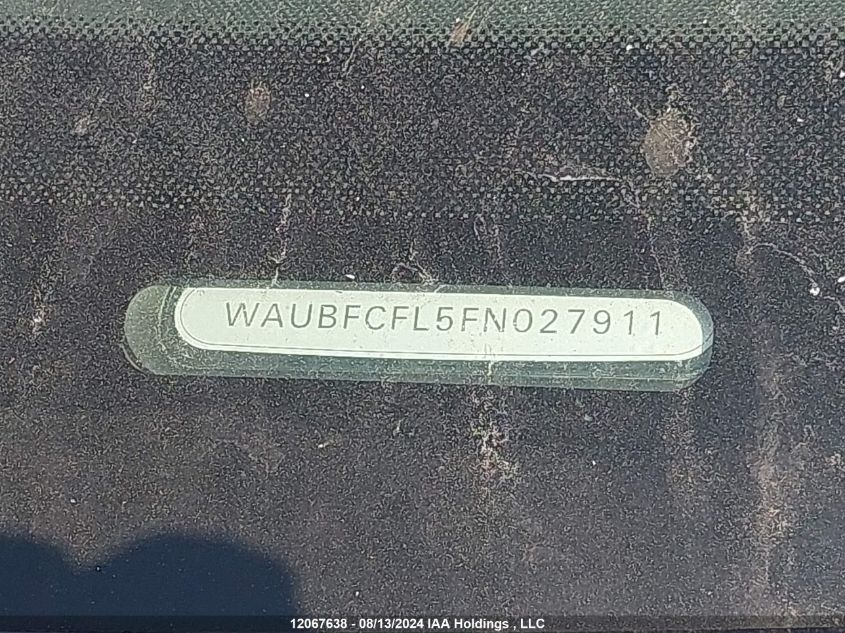 WAUBFCFL5FN027911
12067638 - 08/13/2024 IAA Holdings , LLC